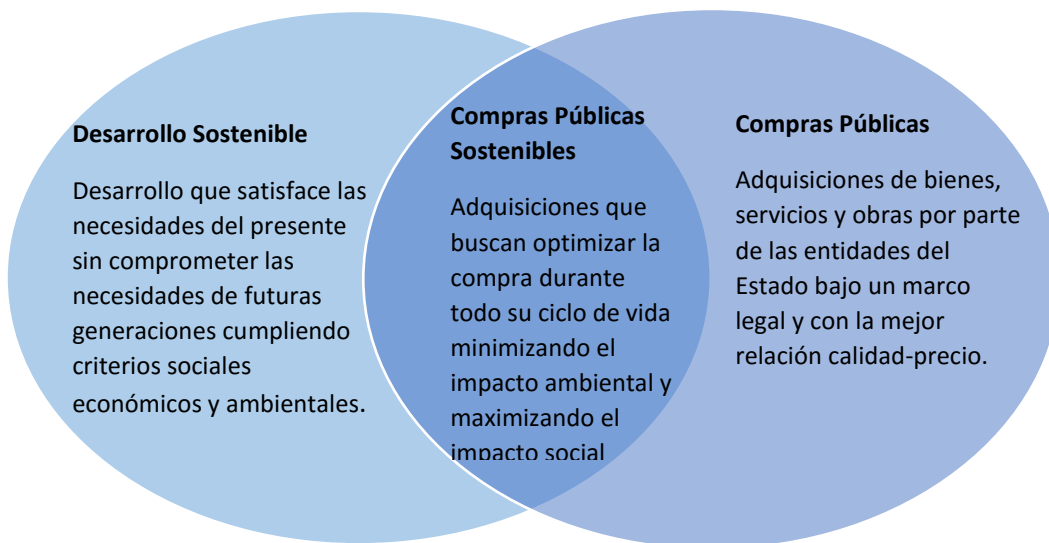 Desarrollo Sostenible
Desarrollo que satisface las
necesidades del presente
sin comprometer las
necesidades de futuras
generaciones cumpliendo
criterios sociales
económicos y ambientales.
Compras Públicas
Sostenibles
Adquisiciones que
buscan optimizar la
compra durante
todo su ciclo de vida
minimizando el
impacto ambiental y
maximizando el
impacto social
Compras Públicas
Adquisiciones de bienes,
servicios y obras por parte
de las entidades del
Estado bajo un marco
legal y con la mejor
relación calidad-precio.